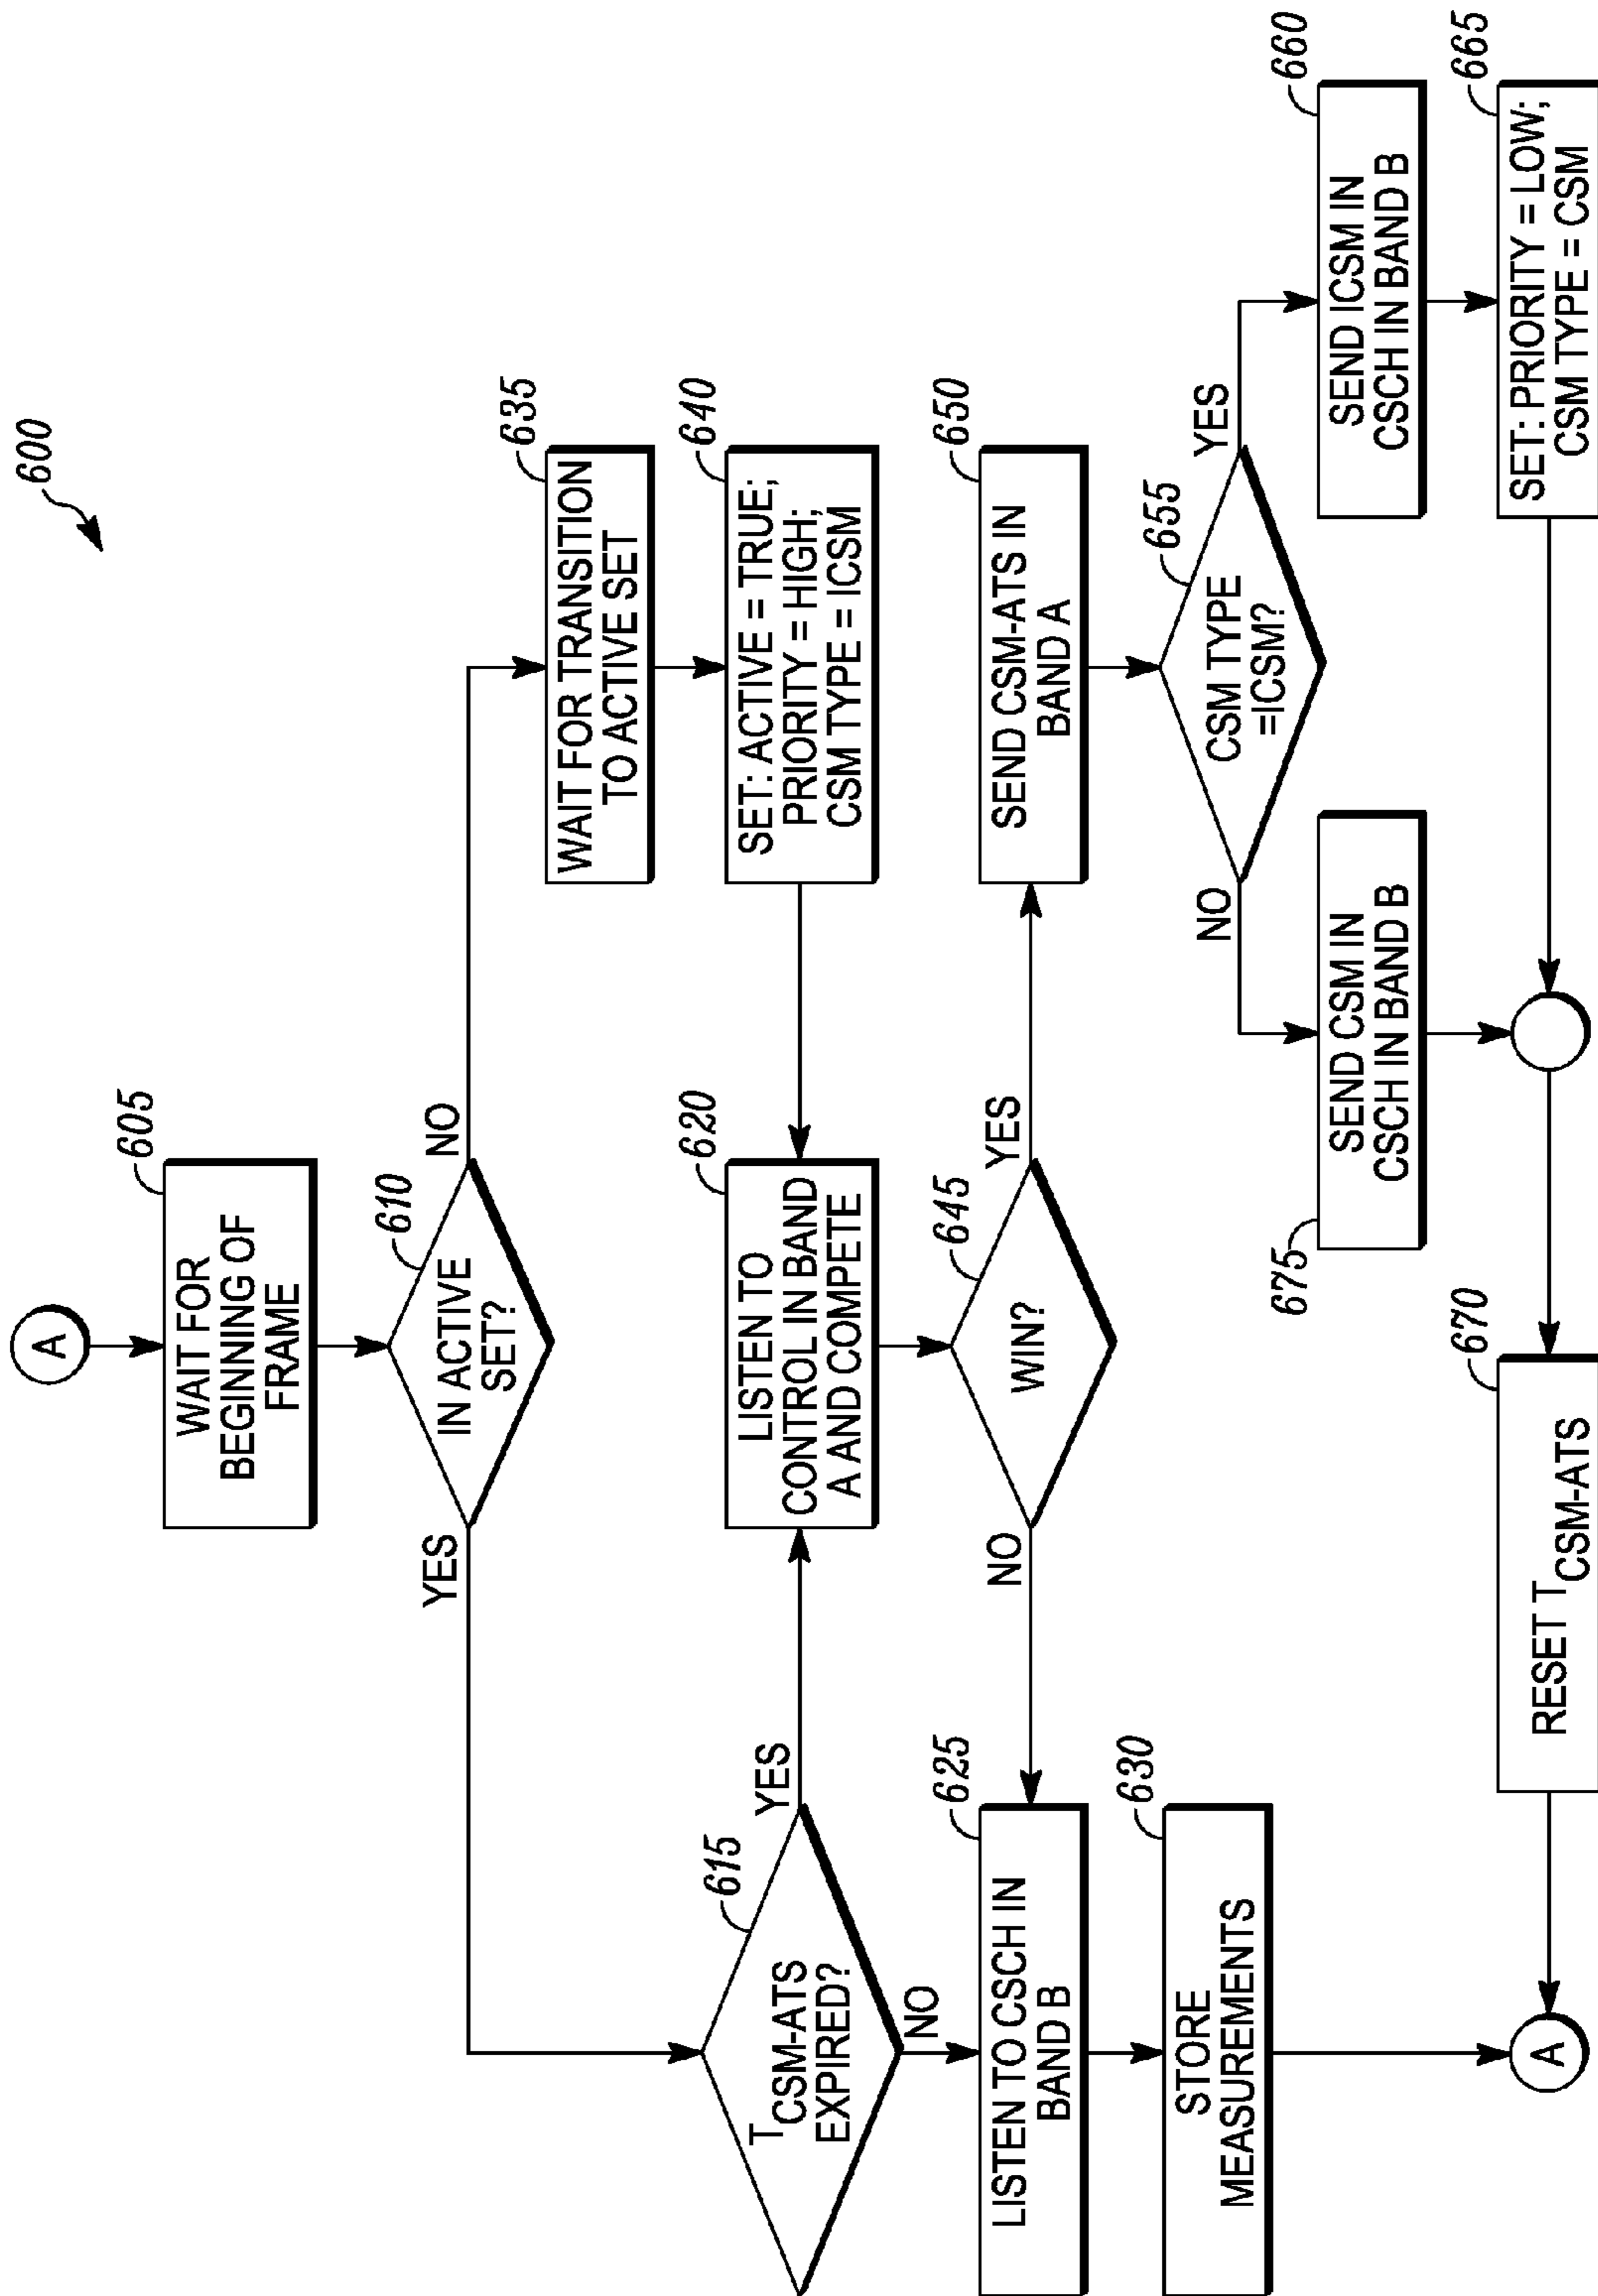 600
A
605
WAIT FOR
BEGINNING OF
FRAME
610
IN ACTIVE
SET?
YES
NO
615
T CSM-ATS
EXPIRED?
YES
NO
620
LISTEN TO
CONTROL IN BAND
A AND COMPETE
635
WAIT FOR TRANSITION
TO ACTIVE SET
640
SET: ACTIVE = TRUE;
PRIORITY = HIGH;
CSM TYPE = ICSM
625
LISTEN TO CSCH IN
BAND B
630
STORE
MEASUREMENTS
645
WIN?
NO
YES
650
SEND CSM-ATS IN
BAND A
655
CSM TYPE
=ICSM?
NO
YES
675
SEND CSM IN
CSCH IN BAND B
660
SEND ICSM IN
CSCH IN BAND B
665
SET: PRIORITY = LOW;
CSM TYPE = CSM
670
RESET T CSM-ATS
A